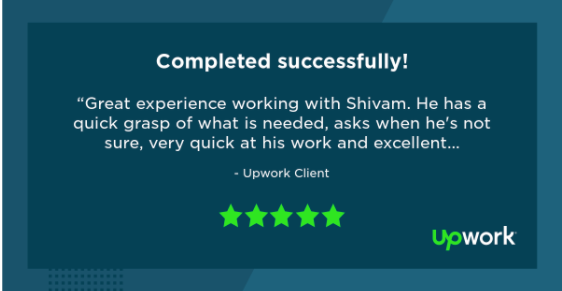 Completed successfully!
“Great experience working with Shivam. He has a
quick grasp of what is needed, asks when he's not
sure, very quick at his work and excellent...
- Upwork Client
Upwork